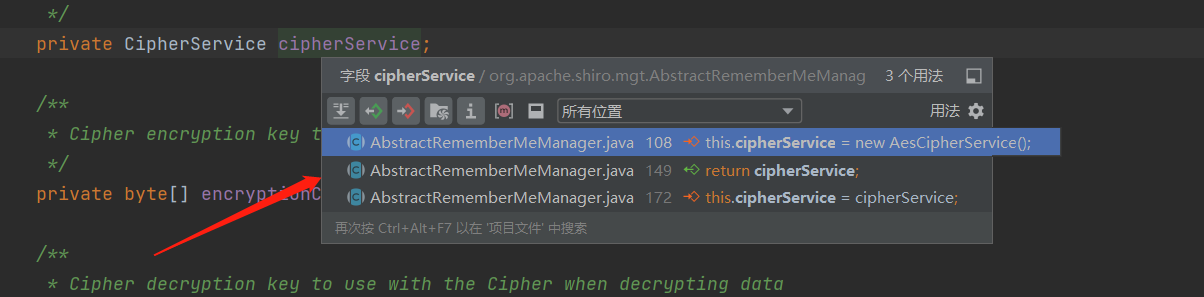 */
private CipherService cipherService;
字段 cipherService / org.apache.shiro.mgt.AbstractRememberMeManag 3 个用法
/**
所有位置 用法
* Cipher encryption key t
AbstractRememberMeManager.java 108 this.cipherService = new AesCipherService();
*/
AbstractRememberMeManager.java 149 return cipherService;
private byte[] encryptionC
AbstractRememberMeManager.java 172 this.cipherService = cipherService;
再次按 Ctrl+Alt+F7 以在 '项目文件' 中搜索
/**
* Cipher decryption key to use with the Cipher when decrypting data